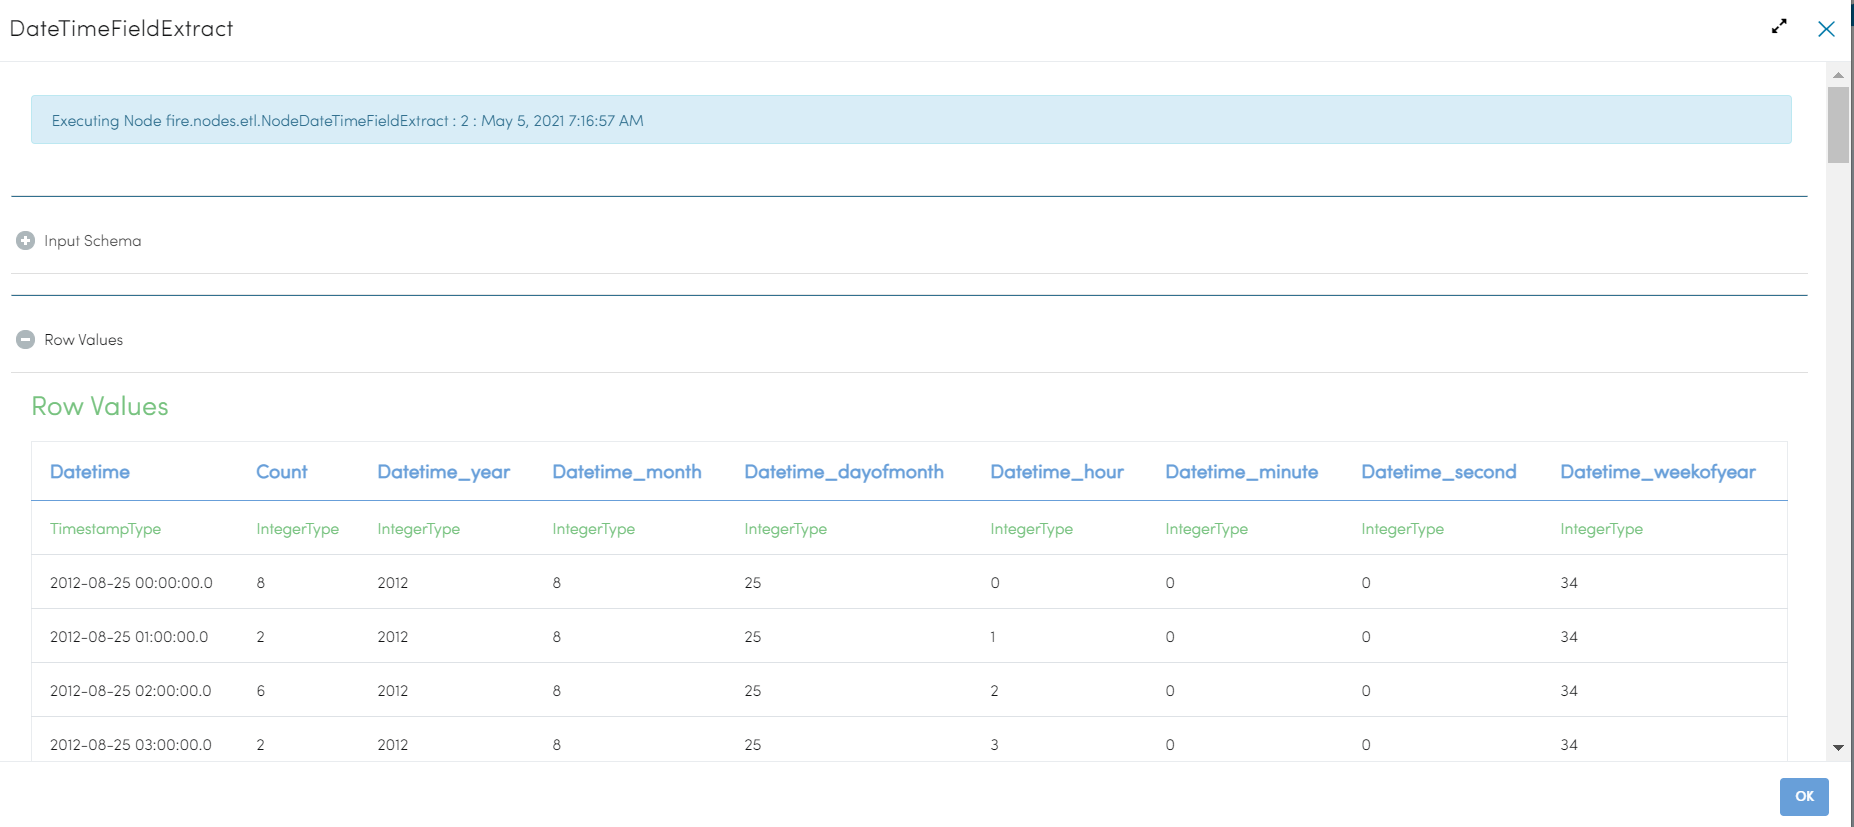 DateTimeFieldExtract
Executing Node fire.nodes.etl.NodeDateTimeFieldExtract : 2 : May 5, 2021 7:16:57 AM
Input Schema
Row Values
Row Values
Datetime Count Datetime_year Datetime_month Datetime_dayofmonth Datetime_hour Datetime_minute Datetime_second Datetime_weekofyear
TimestampType IntegerType IntegerType IntegerType IntegerType IntegerType IntegerType IntegerType IntegerType
2012-08-25 00:00:00.0 8 2012 8 25 0 0 0 34
2012-08-25 01:00:00.0 2 2012 8 25 1 0 0 34
2012-08-25 02:00:00.0 6 2012 8 25 2 0 0 34
2012-08-25 03:00:00.0 2 2012 8 25 3 0 0 34
OK